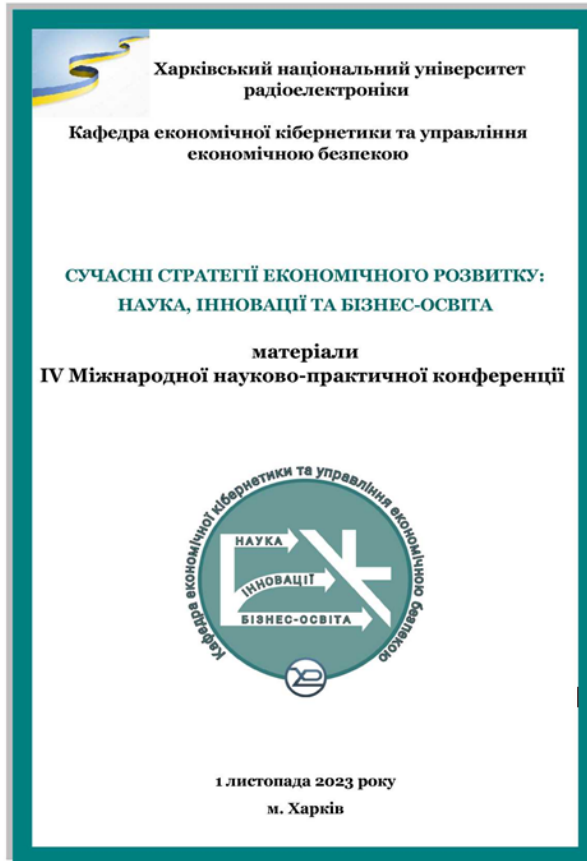 Харківський національний університет
радіоелектроніки
Кафедра економічної кібернетики та управління
економічною безпекою
СУЧАСНІ СТРАТЕГІЇ ЕКОНОМІЧНОГО РОЗВИТКУ:
НАУКА, ІННОВАЦІЇ ТА БІЗНЕС-ОСВІТА
матеріали
IV Міжнародної науково-практичної конференції
Кафедра економічної кібернетики та управління економічною безпекою
НАУКА
ІННОВАЦІЇ
БІЗНЕС-ОСВІТА
1 листопада 2023 року
м. Харків